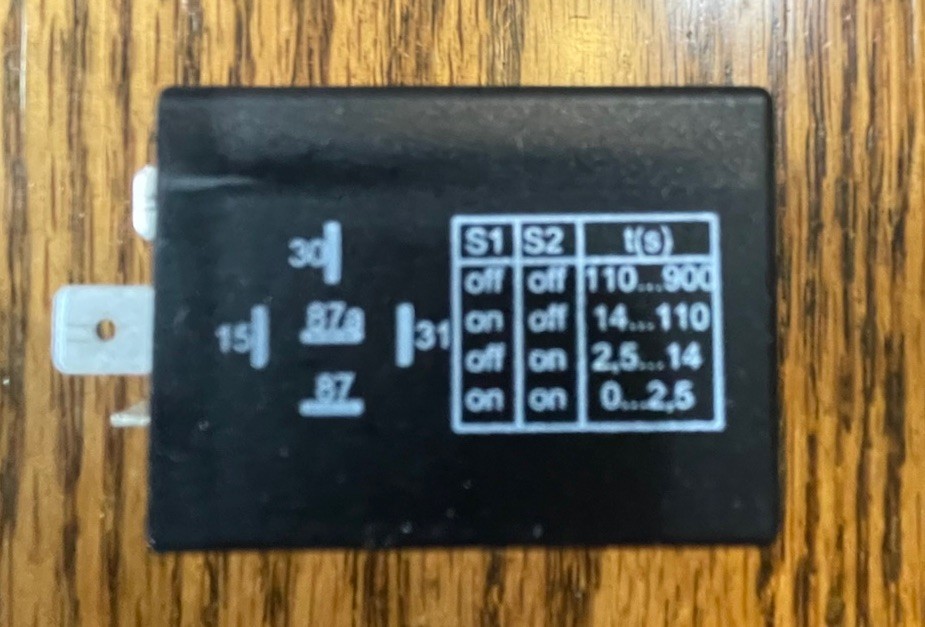 30
15
87a
31
87
S1 S2 t(s)
off off 110...900
on off 14...110
off on 2,5...14
on on 0...2,5